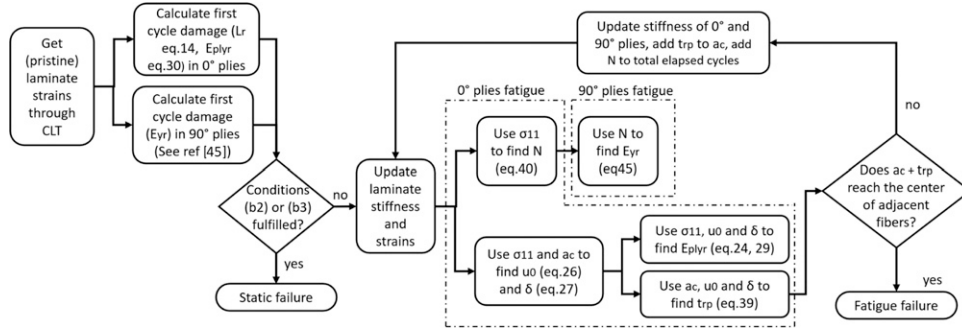 Get
(pristine)
laminate
strains
through
CLT
Calculate first
cycle damage (Lr
eq.14, Eplyr
eq.30) in 0° plies
Calculate first
cycle damage
(Eyr) in 90° plies
(See ref [45])
Conditions
(b2) or (b3)
fulfilled?
yes
Static failure
no
Update
laminate
stiffness
and
strains
0° plies fatigue
Use σ11
to find N
(eq.40)
90° plies fatigue
Use N to
find Eyr
(eq45)
Use σ11 and ac to
find u0 (eq.26)
and δ (eq.27)
Use σ11, u0 and δ to
find Eplyr (eq.24, 29)
Use ac, u0 and δ to
find trp (eq.39)
Does ac + trp
reach the
center of
adjacent
fibers?
no
Update stiffness of 0° and
90° plies, add trp to ac, add
N to total elapsed cycles
yes
Fatigue failure